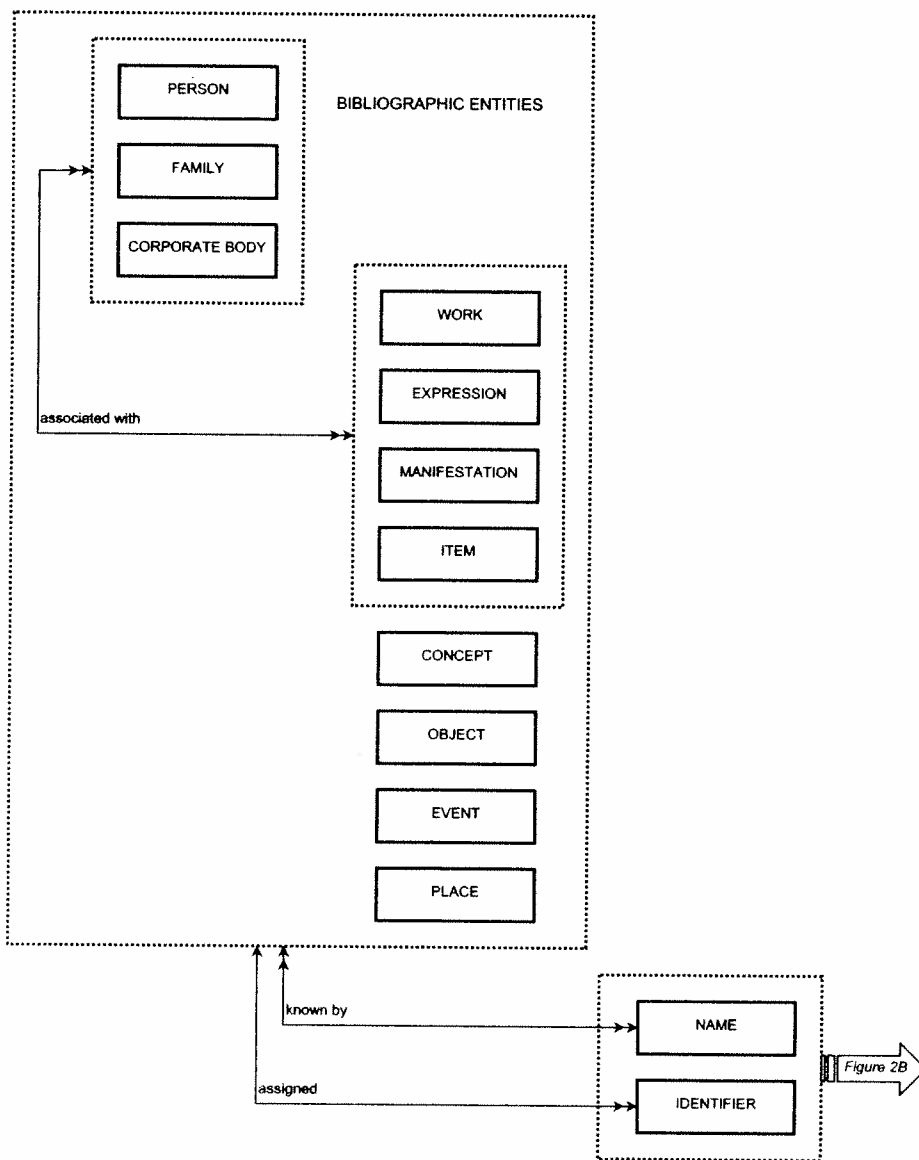 PERSON
BIBLIOGRAPHIC ENTITIES
FAMILY
CORPORATE BODY
WORK
EXPRESSION
associated with
MANIFESTATION
ITEM
CONCEPT
OBJECT
EVENT
PLACE
known by
NAME
Figure 2B
assigned
IDENTIFIER